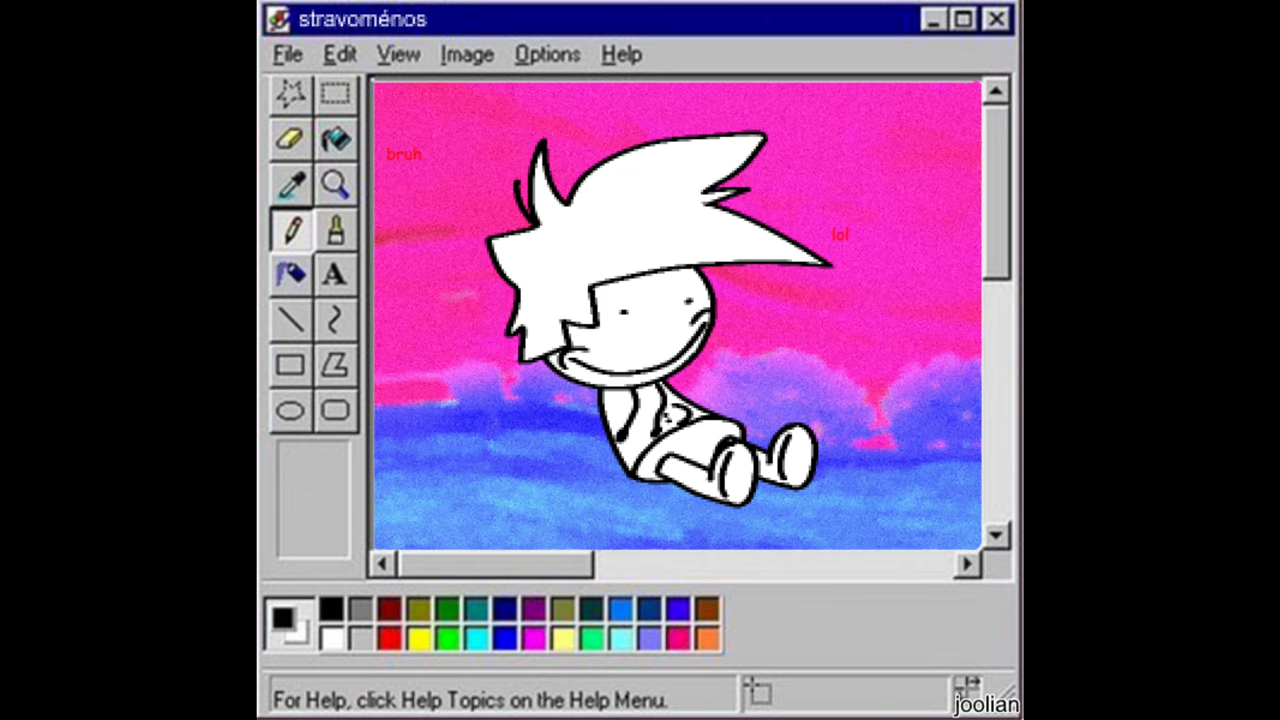 stravoménos
File Edit View Image Options Help
A
bruh
lol
For Help, click Help Topics on the Help Menu.
joolian